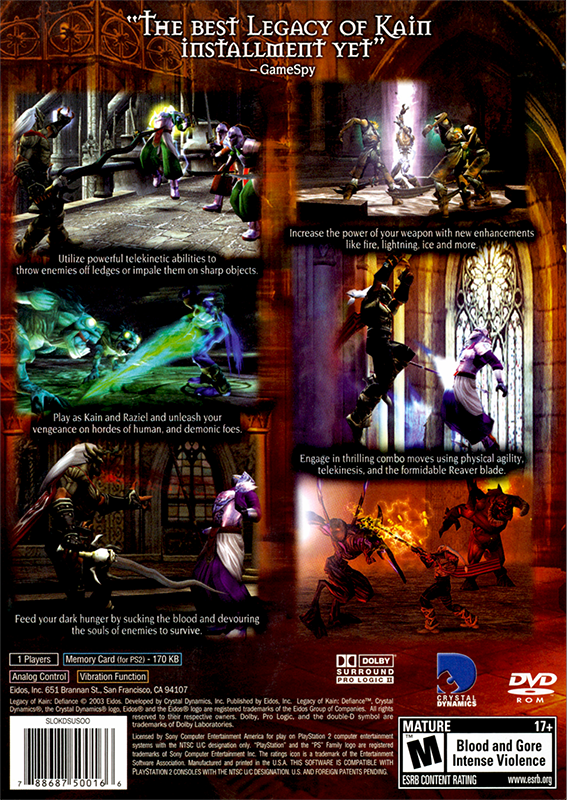 "THE BEST LEGACY OF KAIN
INSTALLMENT YET"
– GameSpy
Utilize powerful telekinetic abilities to
throw enemies off ledges or impale them on sharp objects.
Increase the power of your weapon with new enhancements
like fire, lightning, ice and more.
Play as Kain and Raziel and unleash your
vengeance on hordes of human, and demonic foes.
Engage in thrilling combo moves using physical agility,
telekinesis, and the formidable Reaver blade.
Feed your dark hunger by sucking the blood and devouring
the souls of enemies to survive.
1 Players
Memory Card (for PS2) - 170 KB
Analog Control
Vibration Function
DOLBY
SURROUND
PRO LOGIC II
CRYSTAL
DYNAMICS
DVD
ROM
Eidos, Inc. 651 Brannan St., San Francisco, CA 94107
Legacy of Kain: Defiance © 2003 Eidos. Developed by Crystal Dynamics, Inc. Published by Eidos, Inc. Legacy of Kain: Defiance™, Crystal
Dynamics®, the Crystal Dynamics® logo, Eidos® and the Eidos® logo are registered trademarks of the Eidos Group of Companies. All rights
reserved to their respective owners. Dolby, Pro Logic, and the double-D symbol are
trademarks of Dolby Laboratories.
SLOKDSUS00
7 88687 50016 6
Licensed by Sony Computer Entertainment America for play on PlayStation 2 computer entertainment
systems with the NTSC U/C designation only. "PlayStation" and the "PS" Family logo are registered
trademarks of Sony Computer Entertainment Inc. The ratings icon is a trademark of the Entertainment
Software Association. Manufactured and printed in the U.S.A. THIS SOFTWARE IS COMPATIBLE WITH
PLAYSTATION 2 CONSOLES WITH THE NTSC U/C DESIGNATION. U.S. AND FOREIGN PATENTS PENDING.
MATURE 17+
M
Blood and Gore
Intense Violence
ESRB CONTENT RATING www.esrb.org